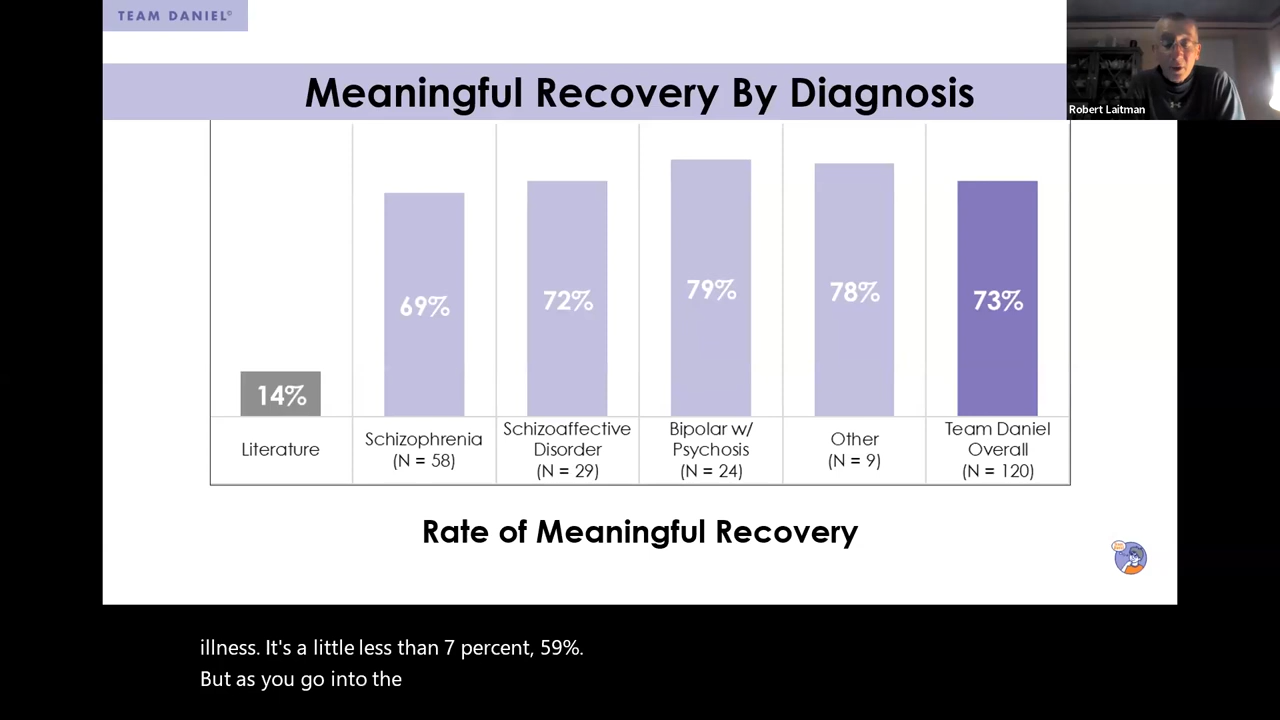 TEAM DANIEL©
Meaningful Recovery By Diagnosis
Robert Laitman
14%
69%
72%
79%
78%
73%
Literature
Schizophrenia
(N = 58)
Schizoaffective
Disorder
(N = 29)
Bipolar w/
Psychosis
(N = 24)
Other
(N = 9)
Team Daniel
Overall
(N = 120)
Rate of Meaningful Recovery
illness. It's a little less than 7 percent, 59%.
But as you go into the